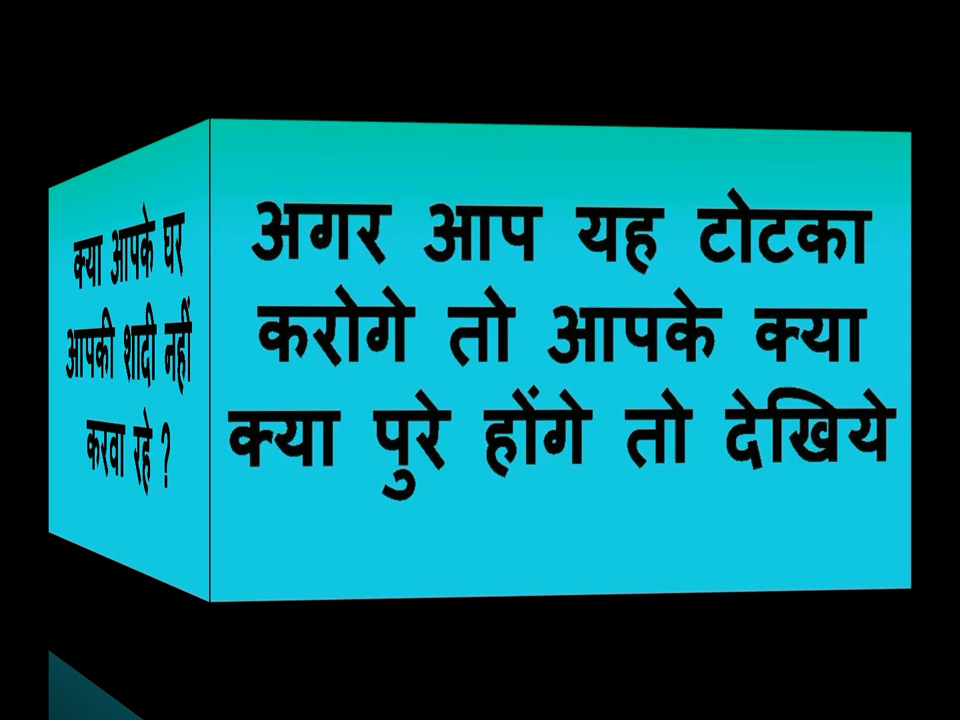 क्या आपके घर
आपकी शादी नहीं
करवा रहे ?
अगर आप यह टोटका
करोगे तो आपके क्या
क्या पुरे होंगे तो देखिये